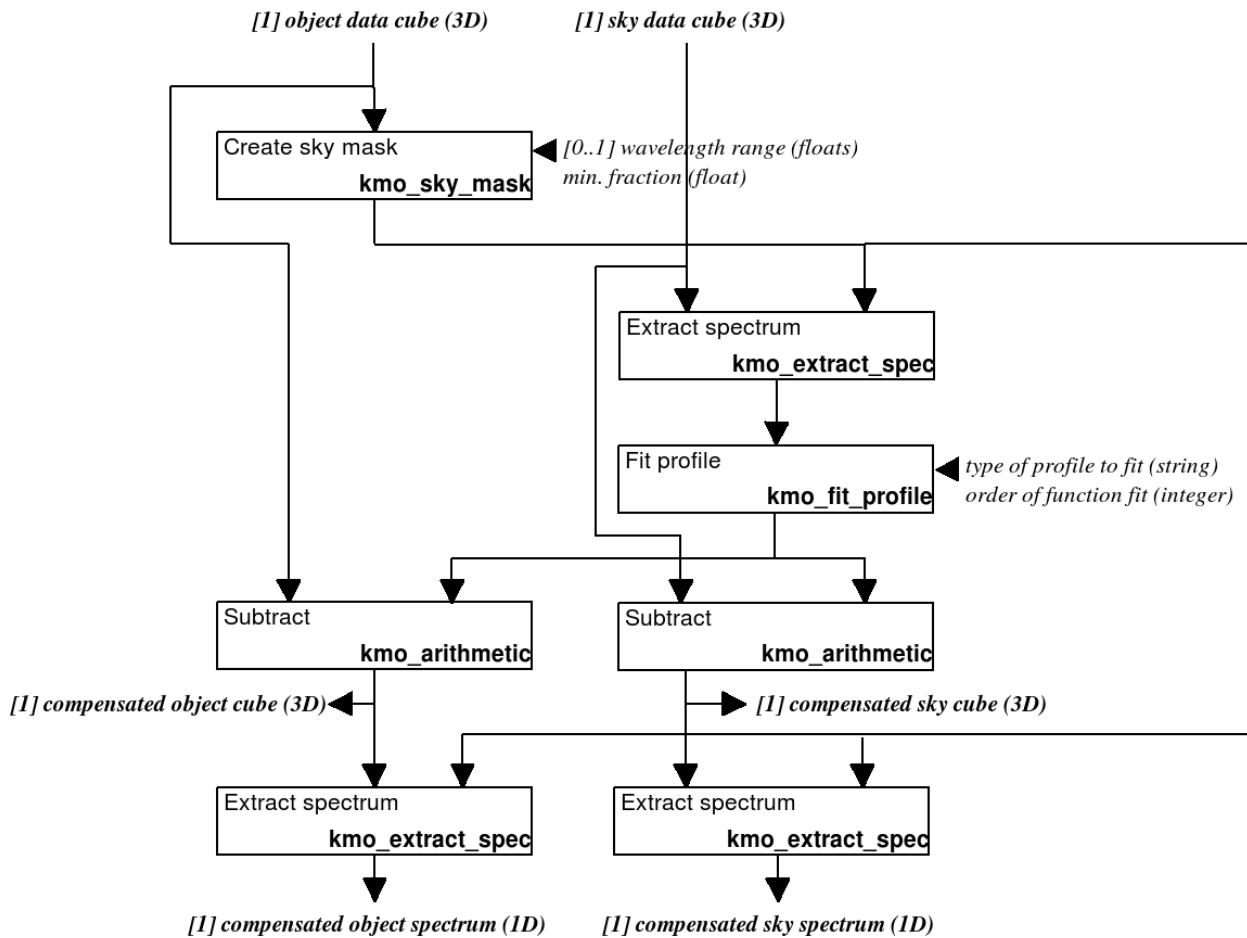 [1] object data cube (3D)
[1] sky data cube (3D)
Create sky mask
kmo_sky_mask
[0..1] wavelength range (floats)
min. fraction (float)
Extract spectrum
kmo_extract_spec
Fit profile
kmo_fit_profile
type of profile to fit (string)
order of function fit (integer)
Subtract
kmo_arithmetic
Subtract
kmo_arithmetic
[1] compensated object cube (3D)
[1] compensated sky cube (3D)
Extract spectrum
kmo_extract_spec
Extract spectrum
kmo_extract_spec
[1] compensated object spectrum (1D)
[1] compensated sky spectrum (1D)